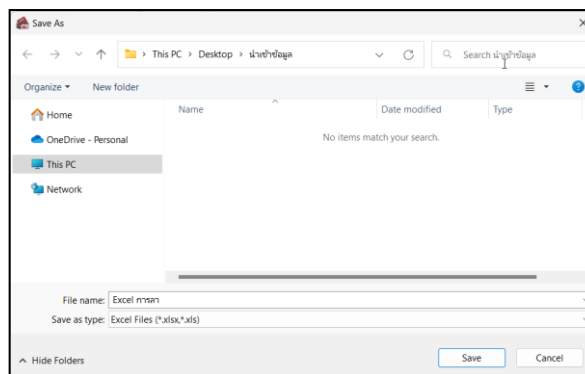 Save As
This PC > Desktop > นำเข้าข้อมูล
Search นำเข้าข้อมูล
Organize
New folder
Home
Name
Date modified
Type
OneDrive - Personal
No items match your search.
This PC
Network
File name: Excel การลา
Save as type: Excel Files (*.xlsx,*.xls)
Hide Folders
Save
Cancel